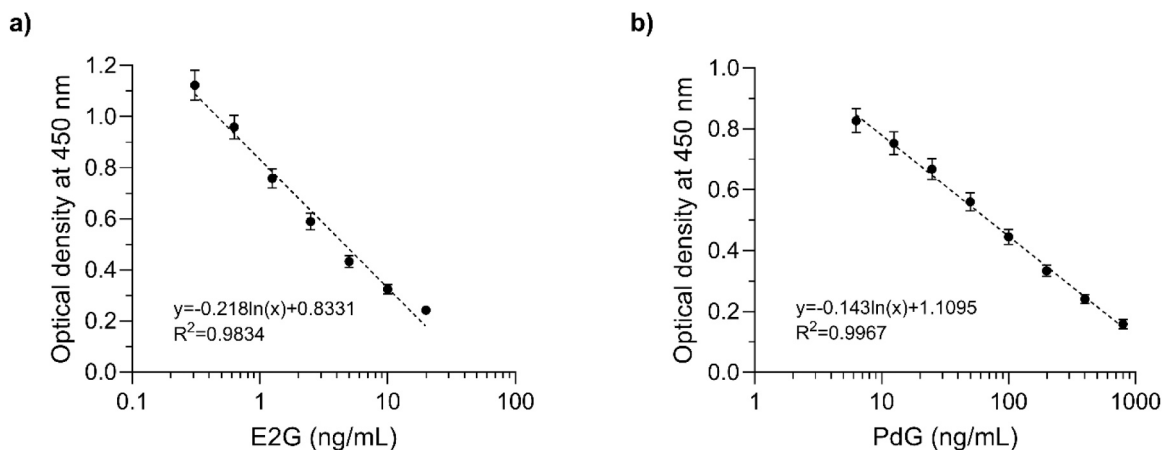 a)
Optical density at 450 nm
1.2
1.0
0.8
0.6
0.4
0.2
0.0
y=-0.218ln(x)+0.8331
R²=0.9834
0.1
1
10
100
E2G (ng/mL)
b)
Optical density at 450 nm
1.0
0.8
0.6
0.4
0.2
0.0
y=-0.143ln(x)+1.1095
R²=0.9967
1
10
100
1000
PdG (ng/mL)